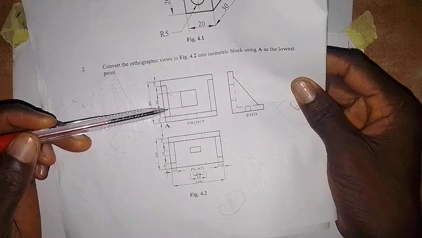 R5
20
30
Fig. 4.1
2. Convert the orthographic views in Fig. 4.2 into isometric block using A as the lowest
point.
A
FRONT
END
PLAN
Fig. 4.2